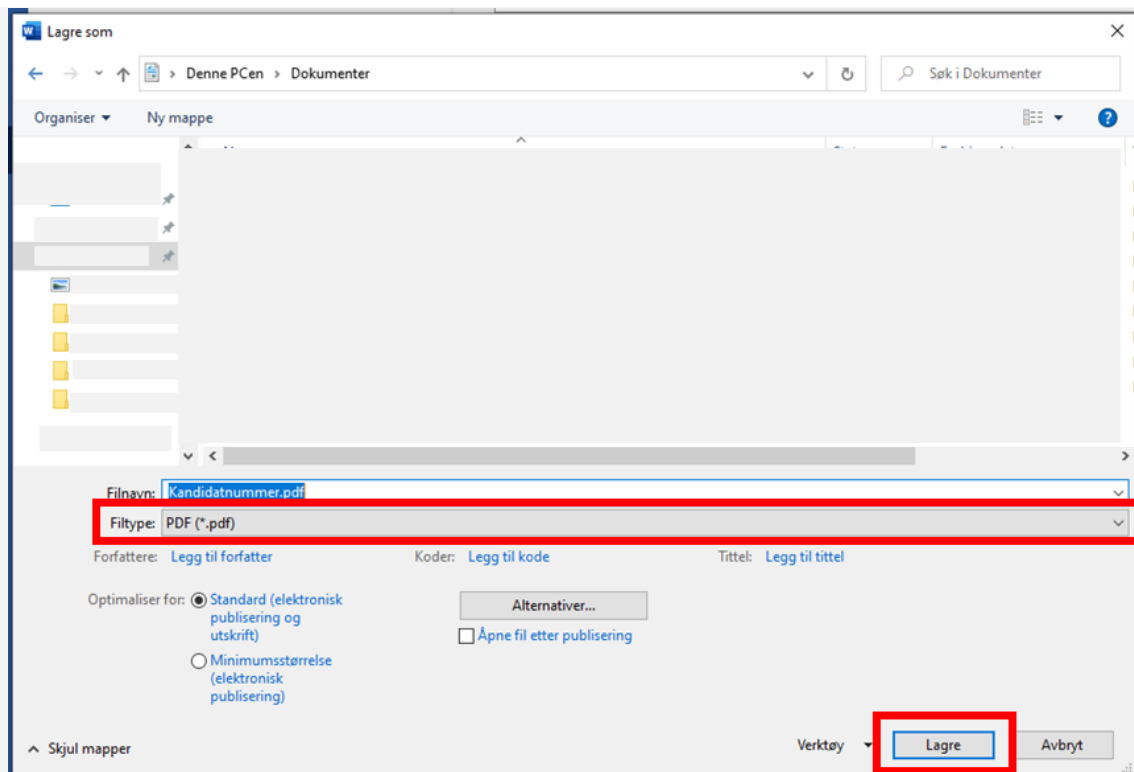 Lagre som
Denne PCen > Dokumenter
Søk i Dokumenter
Organiser
Ny mappe
Filnavn: Kandidatnummer.pdf
Filtype: PDF (*.pdf)
Forfattere: Legg til forfatter
Koder: Legg til kode
Tittel: Legg til tittel
Optimaliser for:
Standard (elektronisk
publisering og
utskrift)
Minimumsstørrelse
(elektronisk
publisering)
Alternativer...
Åpne fil etter publisering
Skjul mapper
Verktøy
Lagre
Avbryt